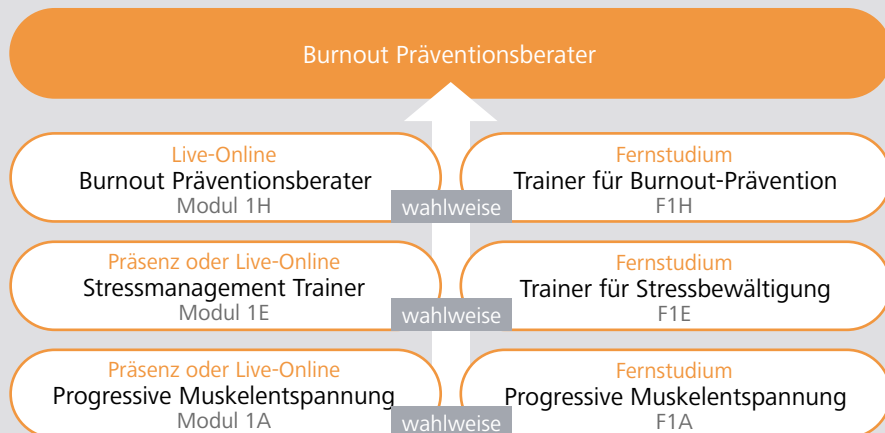 Burnout Präventionsberater
Live-Online
Burnout Präventionsberater
Modul 1H
wahlweise
Fernstudium
Trainer für Burnout-Prävention
F1H
Präsenz oder Live-Online
Stressmanagement Trainer
Modul 1E
wahlweise
Fernstudium
Trainer für Stressbewältigung
F1E
Präsenz oder Live-Online
Progressive Muskelentspannung
Modul 1A
wahlweise
Fernstudium
Progressive Muskelentspannung
F1A